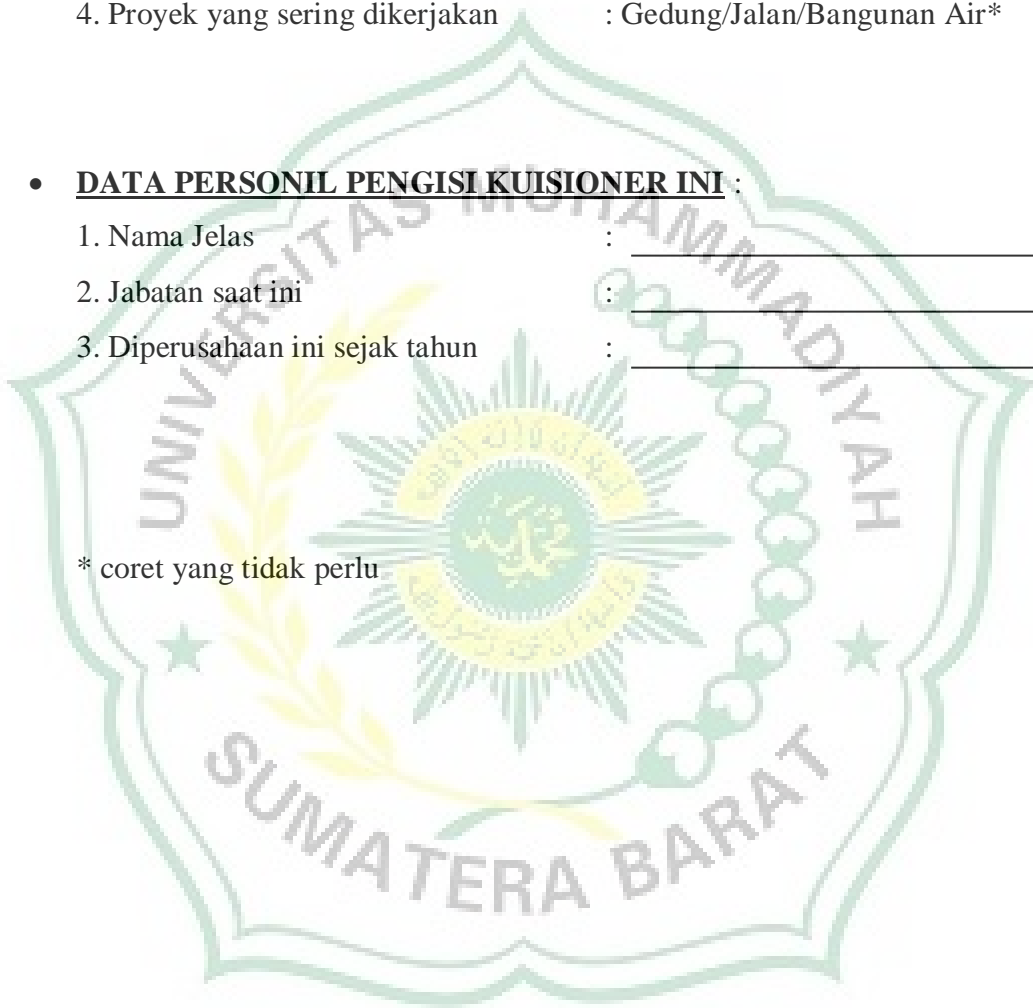 4. Proyek yang sering dikerjakan : Gedung/Jalan/Bangunan Air*
• DATA PERSONIL PENGISI KUISIONER INI :
1. Nama Jelas : 
2. Jabatan saat ini : 
3. Diperusahaan ini sejak tahun : 
* coret yang tidak perlu
UNIVERSITAS MUHAMMADIYAH
SUMATERA BARAT